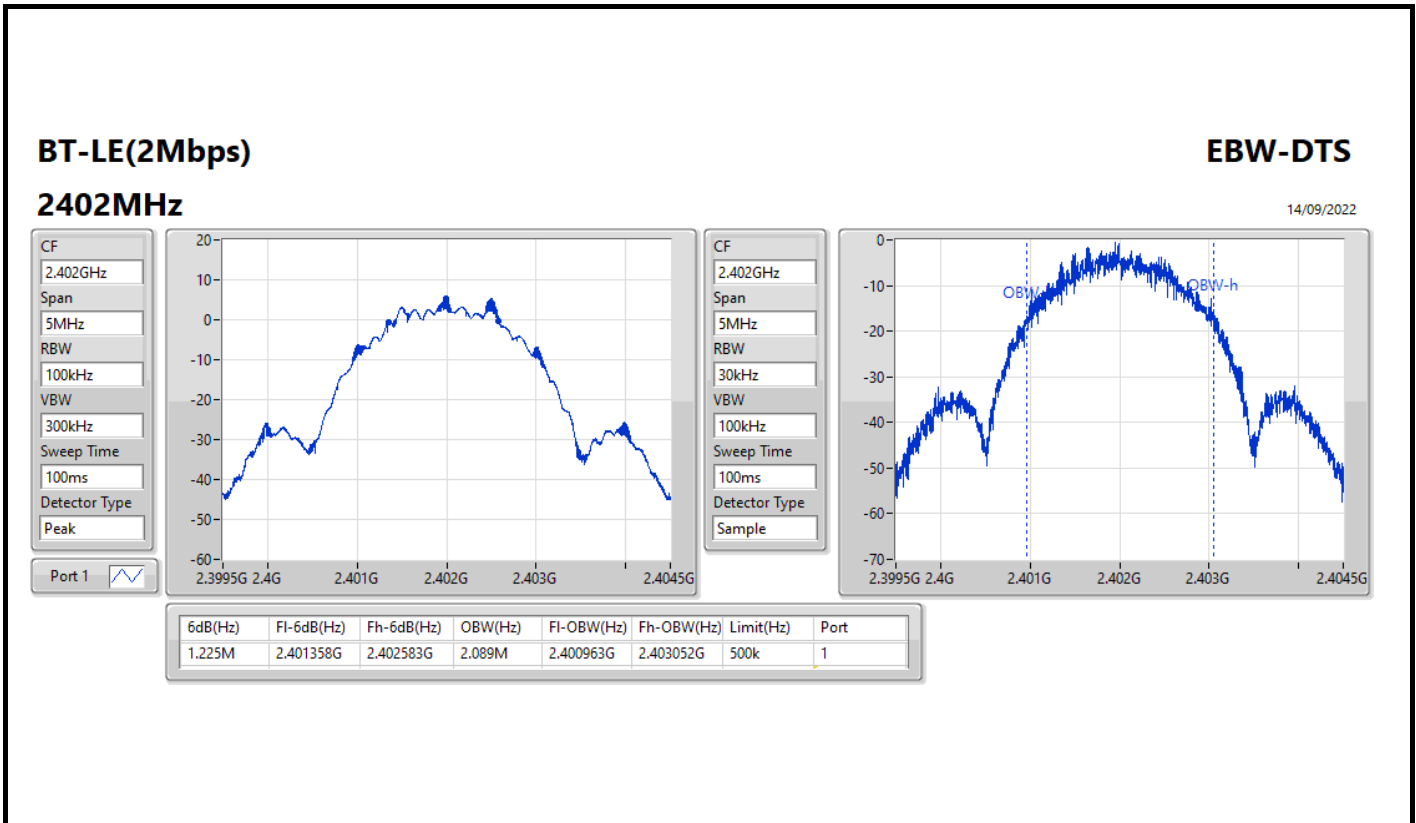 BT-LE(2Mbps)
EBW-DTS
2402MHz
14/09/2022
CF
2.402GHz
Span
5MHz
RBW
100kHz
VBW
300kHz
Sweep Time
100ms
Detector Type
Peak
Port 1
20
10
0
-10
-20
-30
-40
-50
-60
2.3995G 2.4G 2.401G 2.402G 2.403G 2.4045G
CF
2.402GHz
Span
5MHz
RBW
30kHz
VBW
100kHz
Sweep Time
100ms
Detector Type
Sample
0
-10
-20
-30
-40
-50
-60
-70
OBW OBW-h
2.3995G 2.4G 2.401G 2.402G 2.403G 2.4045G
6dB(Hz) Fl-6dB(Hz) Fh-6dB(Hz) OBW(Hz) Fl-OBW(Hz) Fh-OBW(Hz) Limit(Hz) Port
1.225M 2.401358G 2.402583G 2.089M 2.400963G 2.403052G 500k 1